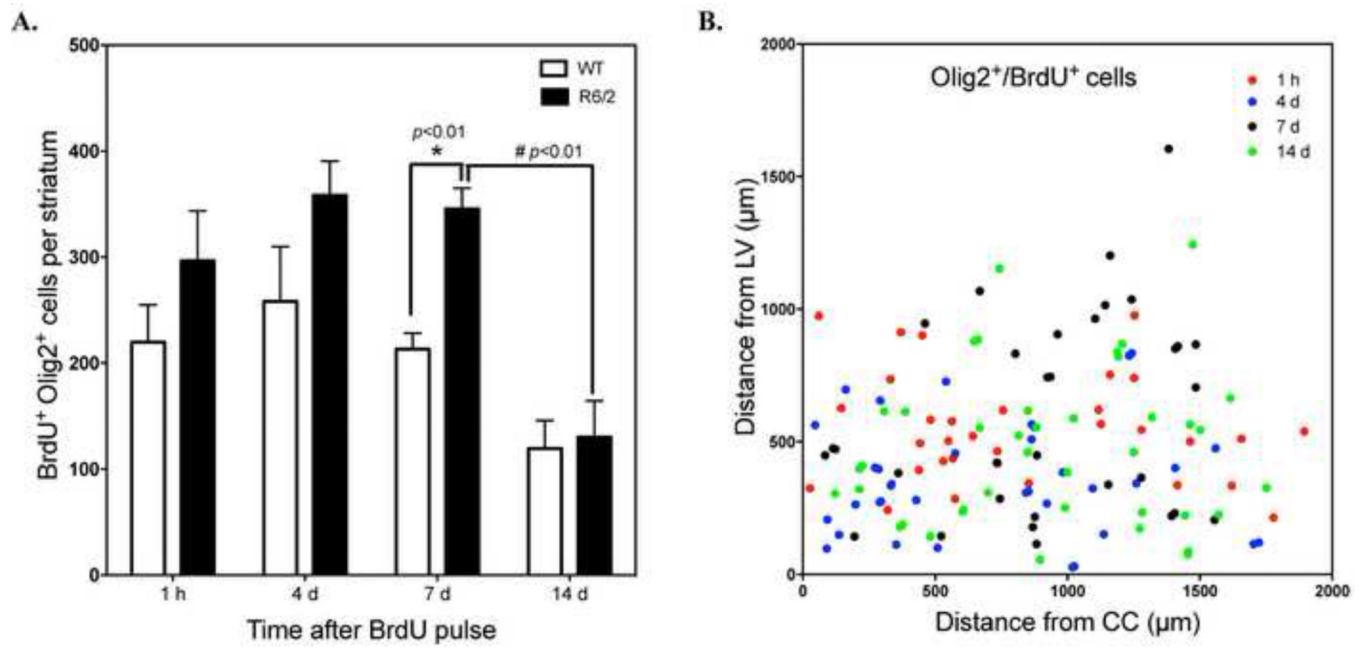 A.
500
400
300
200
100
0
BrdU⁺ Olig2⁺ cells per striatum
WT
R6/2
p<0.01
*
# p<0.01
1 h
4 d
7 d
14 d
Time after BrdU pulse
B.
2000
1500
1000
500
0
Distance from LV (µm)
Olig2⁺/BrdU⁺ cells
1 h
4 d
7 d
14 d
0
500
1000
1500
2000
Distance from CC (µm)